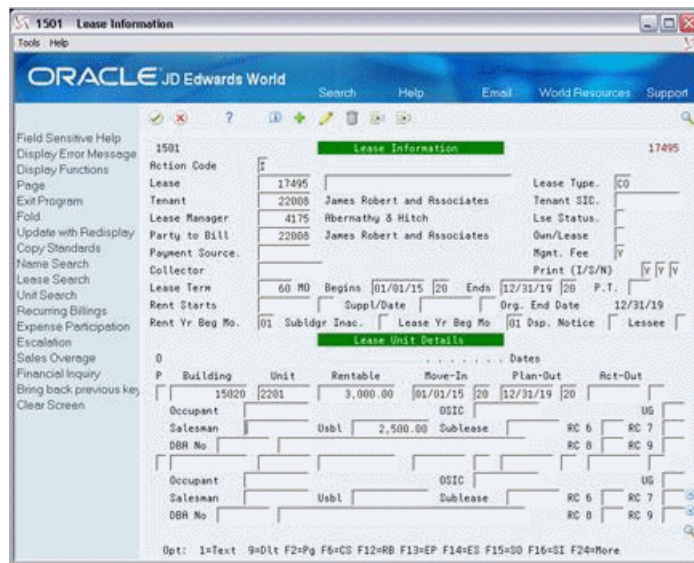 1501 Lease Information
Tools Help
ORACLE JD Edwards World
Search Help Email World Resources Support
Field Sensitive Help
Display Error Message
Display Functions
Page
Exit Program
Fold
Update with Redisplay
Copy Standards
Name Search
Lease Search
Unit Search
Recurring Billings
Expense Participation
Escalation
Sales Overage
Financial Inquiry
Bring back previous key
Clear Screen
1501 Lease Information 17495
Action Code I
Lease 17495 Lease Type. CO
Tenant 22008 James Robert and Associates Tenant SIC.
Lease Manager 4175 Abernathy & Hitch Lse Status.
Party to Bill 22008 James Robert and Associates Own/Lease
Payment Source. Mgmt. Fee Y
Collector Print (I/S/N) Y Y Y
Lease Term 60 MO Begins 01/01/15 20 Ends 12/31/19 20 P.T.
Rent Starts Suppl/Date Org. End Date 12/31/19
Rent Yr Beg Mo. 01 Subldgr Inac. Lease Yr Beg Mo 01 Dsp. Notice Lessee
Lease Unit Details
O . . . . . . . Dates
P Building Unit Rentable Move-In Plan-Out Act-Out
15020 2201 3,000.00 01/01/15 20 12/31/19 20
Occupant OSIC UG
Salesman Usbl 2,500.00 Sublease RC 6 RC 7
DBA No RC 8 RC 9
Occupant OSIC UG
Salesman Usbl Sublease RC 6 RC 7
DBA No RC 8 RC 9
Opt: 1=Text 9=Dlt F2=Pg F6=CS F12=RB F13=EP F14=ES F15=SO F16=SI F24=More